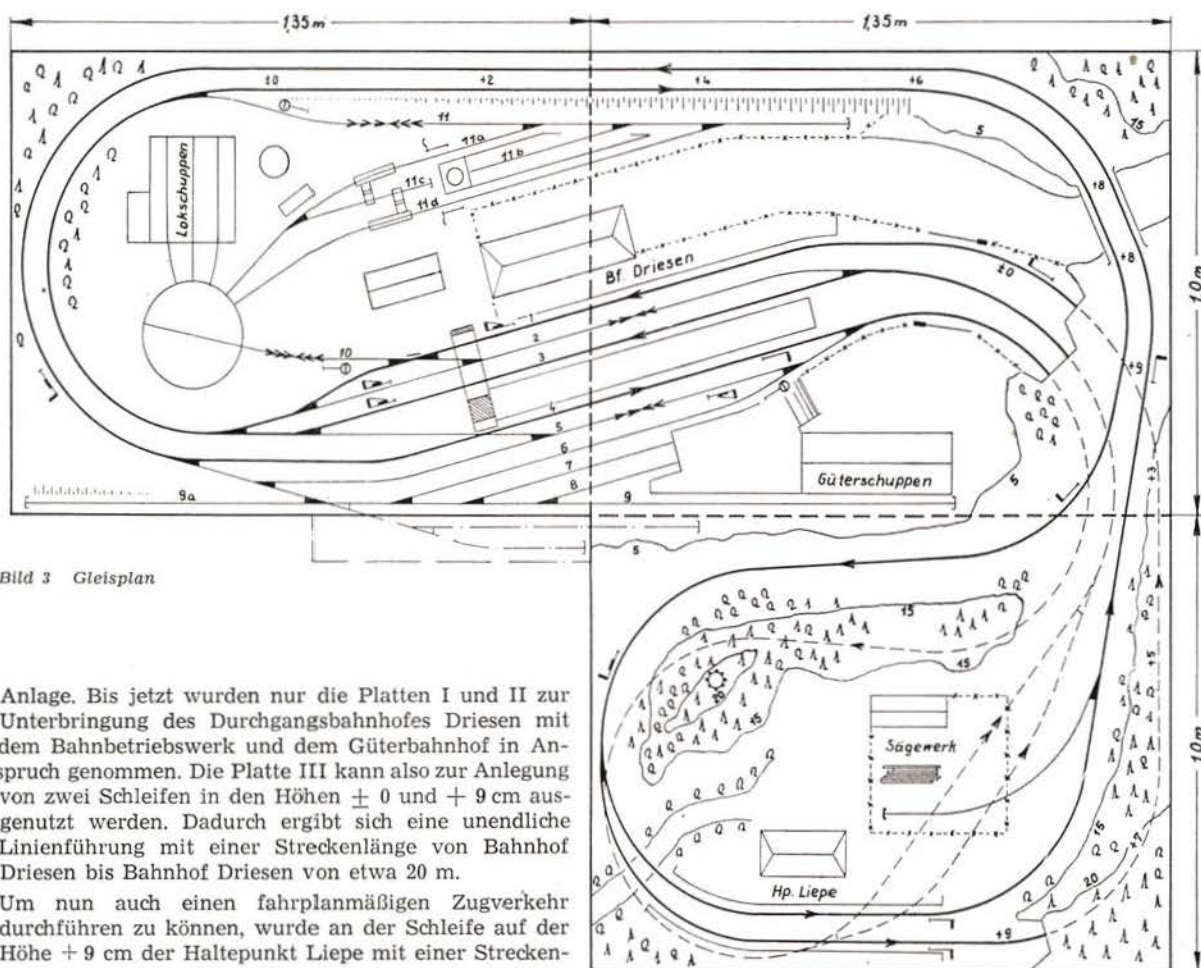 1,35 m
1,35 m
10
+2
+4
+6
11
11a
11b
11c
11d
5
15
+8
+8
Lokschuppen
Bf. Driesen
±0
1
2
3
10
4
5
6
7
8
9a
9
Güterschuppen
5
5
+9
+3
1,0 m
Bild 3 Gleisplan
15
15
20
15
+5
Sägewerk
Hp. Liepe
15
20
+7
+9
1,0 m
Anlage. Bis jetzt wurden nur die Platten I und II zur
Unterbringung des Durchgangsbahnhofes Driesen mit
dem Bahnbetriebswerk und dem Güterbahnhof in An-
spruch genommen. Die Platte III kann also zur Anlegung
von zwei Schleifen in den Höhen ± 0 und + 9 cm aus-
genutzt werden. Dadurch ergibt sich eine unendliche
Linienführung mit einer Streckenlänge von Bahnhof
Driesen bis Bahnhof Driesen von etwa 20 m.
Um nun auch einen fahrplanmäßigen Zugverkehr
durchführen zu können, wurde an der Schleife auf der
Höhe + 9 cm der Haltepunkt Liepe mit einer Strecken-